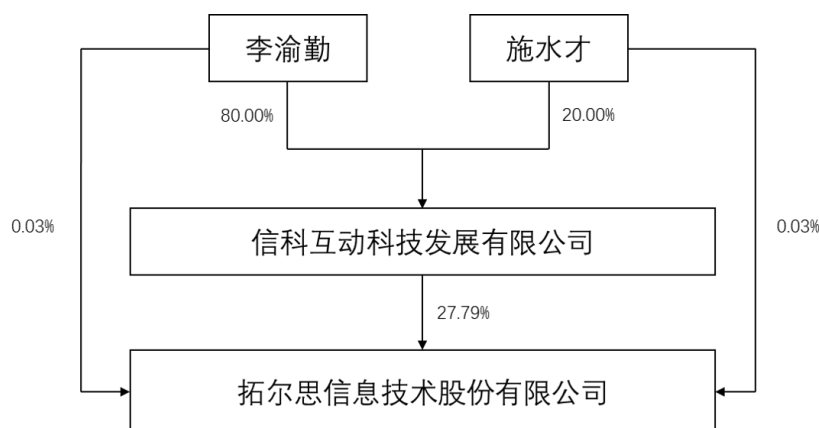 李渝勤
施水才
80.00%
20.00%
0.03%
信科互动科技发展有限公司
0.03%
27.79%
拓尔思信息技术股份有限公司